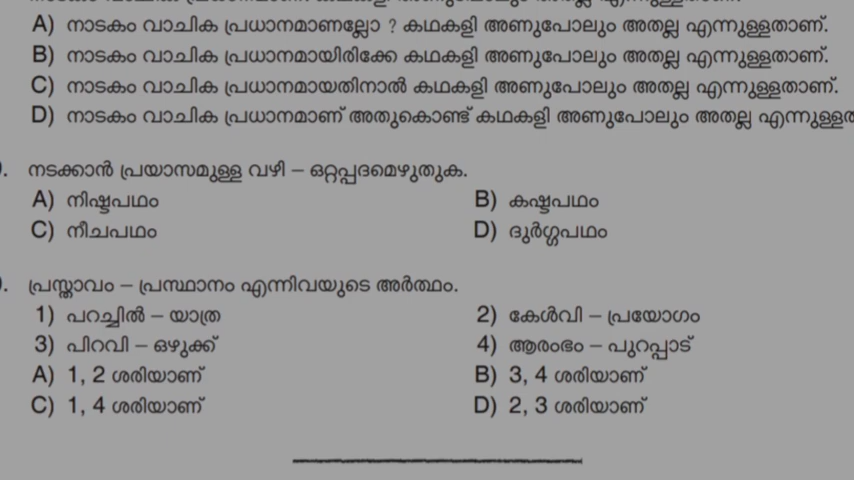 A) നാടകം വാചിക പ്രധാനമാണല്ലോ ? കഥകളി അണുപോലും അതല്ല എന്നുള്ളതാണ്.
B) നാടകം വാചിക പ്രധാനമായിരിക്കേ കഥകളി അണുപോലും അതല്ല എന്നുള്ളതാണ്.
C) നാടകം വാചിക പ്രധാനമായതിനാൽ കഥകളി അണുപോലും അതല്ല എന്നുള്ളതാണ്.
D) നാടകം വാചിക പ്രധാനമാണ് അതുകൊണ്ട് കഥകളി അണുപോലും അതല്ല
നടക്കാൻ പ്രയാസമുള്ള വഴി – ഒറ്റപ്പദമെഴുതുക.
A) നിഷ്ടപഥം B) കഷ്ടപഥം
C) നീചപഥം D) ദുർഗ്ഗപഥം
പ്രസ്താവം – പ്രസ്ഥാനം എന്നിവയുടെ അർത്ഥം.
1) പറച്ചിൽ – യാത്ര 2) കേൾവി – പ്രയോഗം
3) പിറവി – ഒഴുക്ക് 4) ആരംഭം – പുറപ്പാട്
A) 1, 2 ശരിയാണ് B) 3, 4 ശരിയാണ്
C) 1, 4 ശരിയാണ് D) 2, 3 ശരിയാണ്